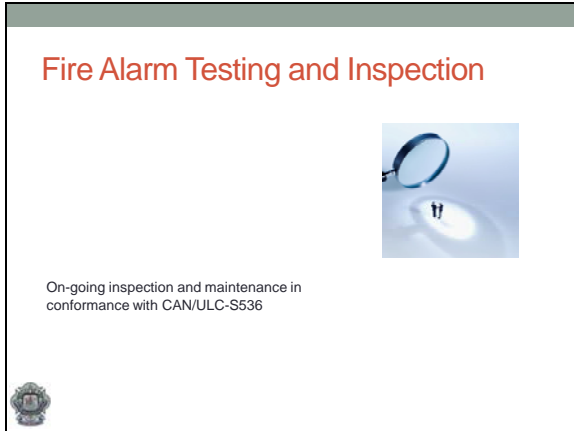 Fire Alarm Testing and Inspection
On-going inspection and maintenance in
conformance with CAN/ULC-S536